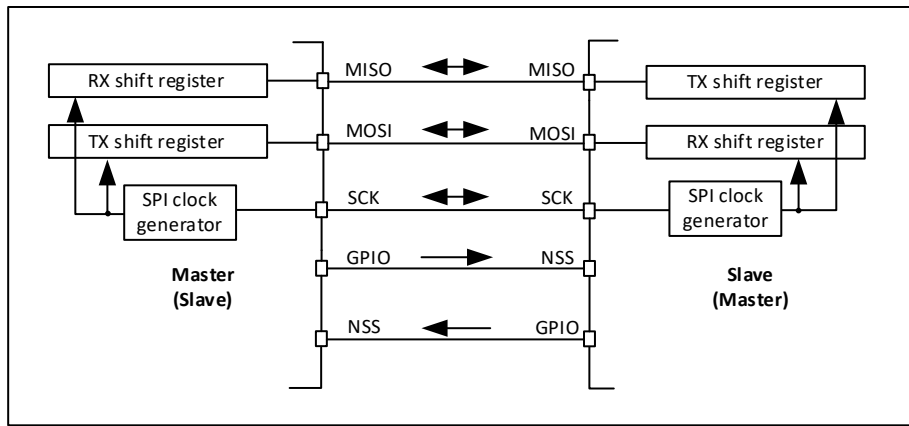 RX shift register
MISO
MISO
TX shift register
TX shift register
MOSI
MOSI
RX shift register
SPI clock
generator
SCK
SCK
SPI clock
generator
GPIO
NSS
Master
(Slave)
Slave
(Master)
NSS
GPIO